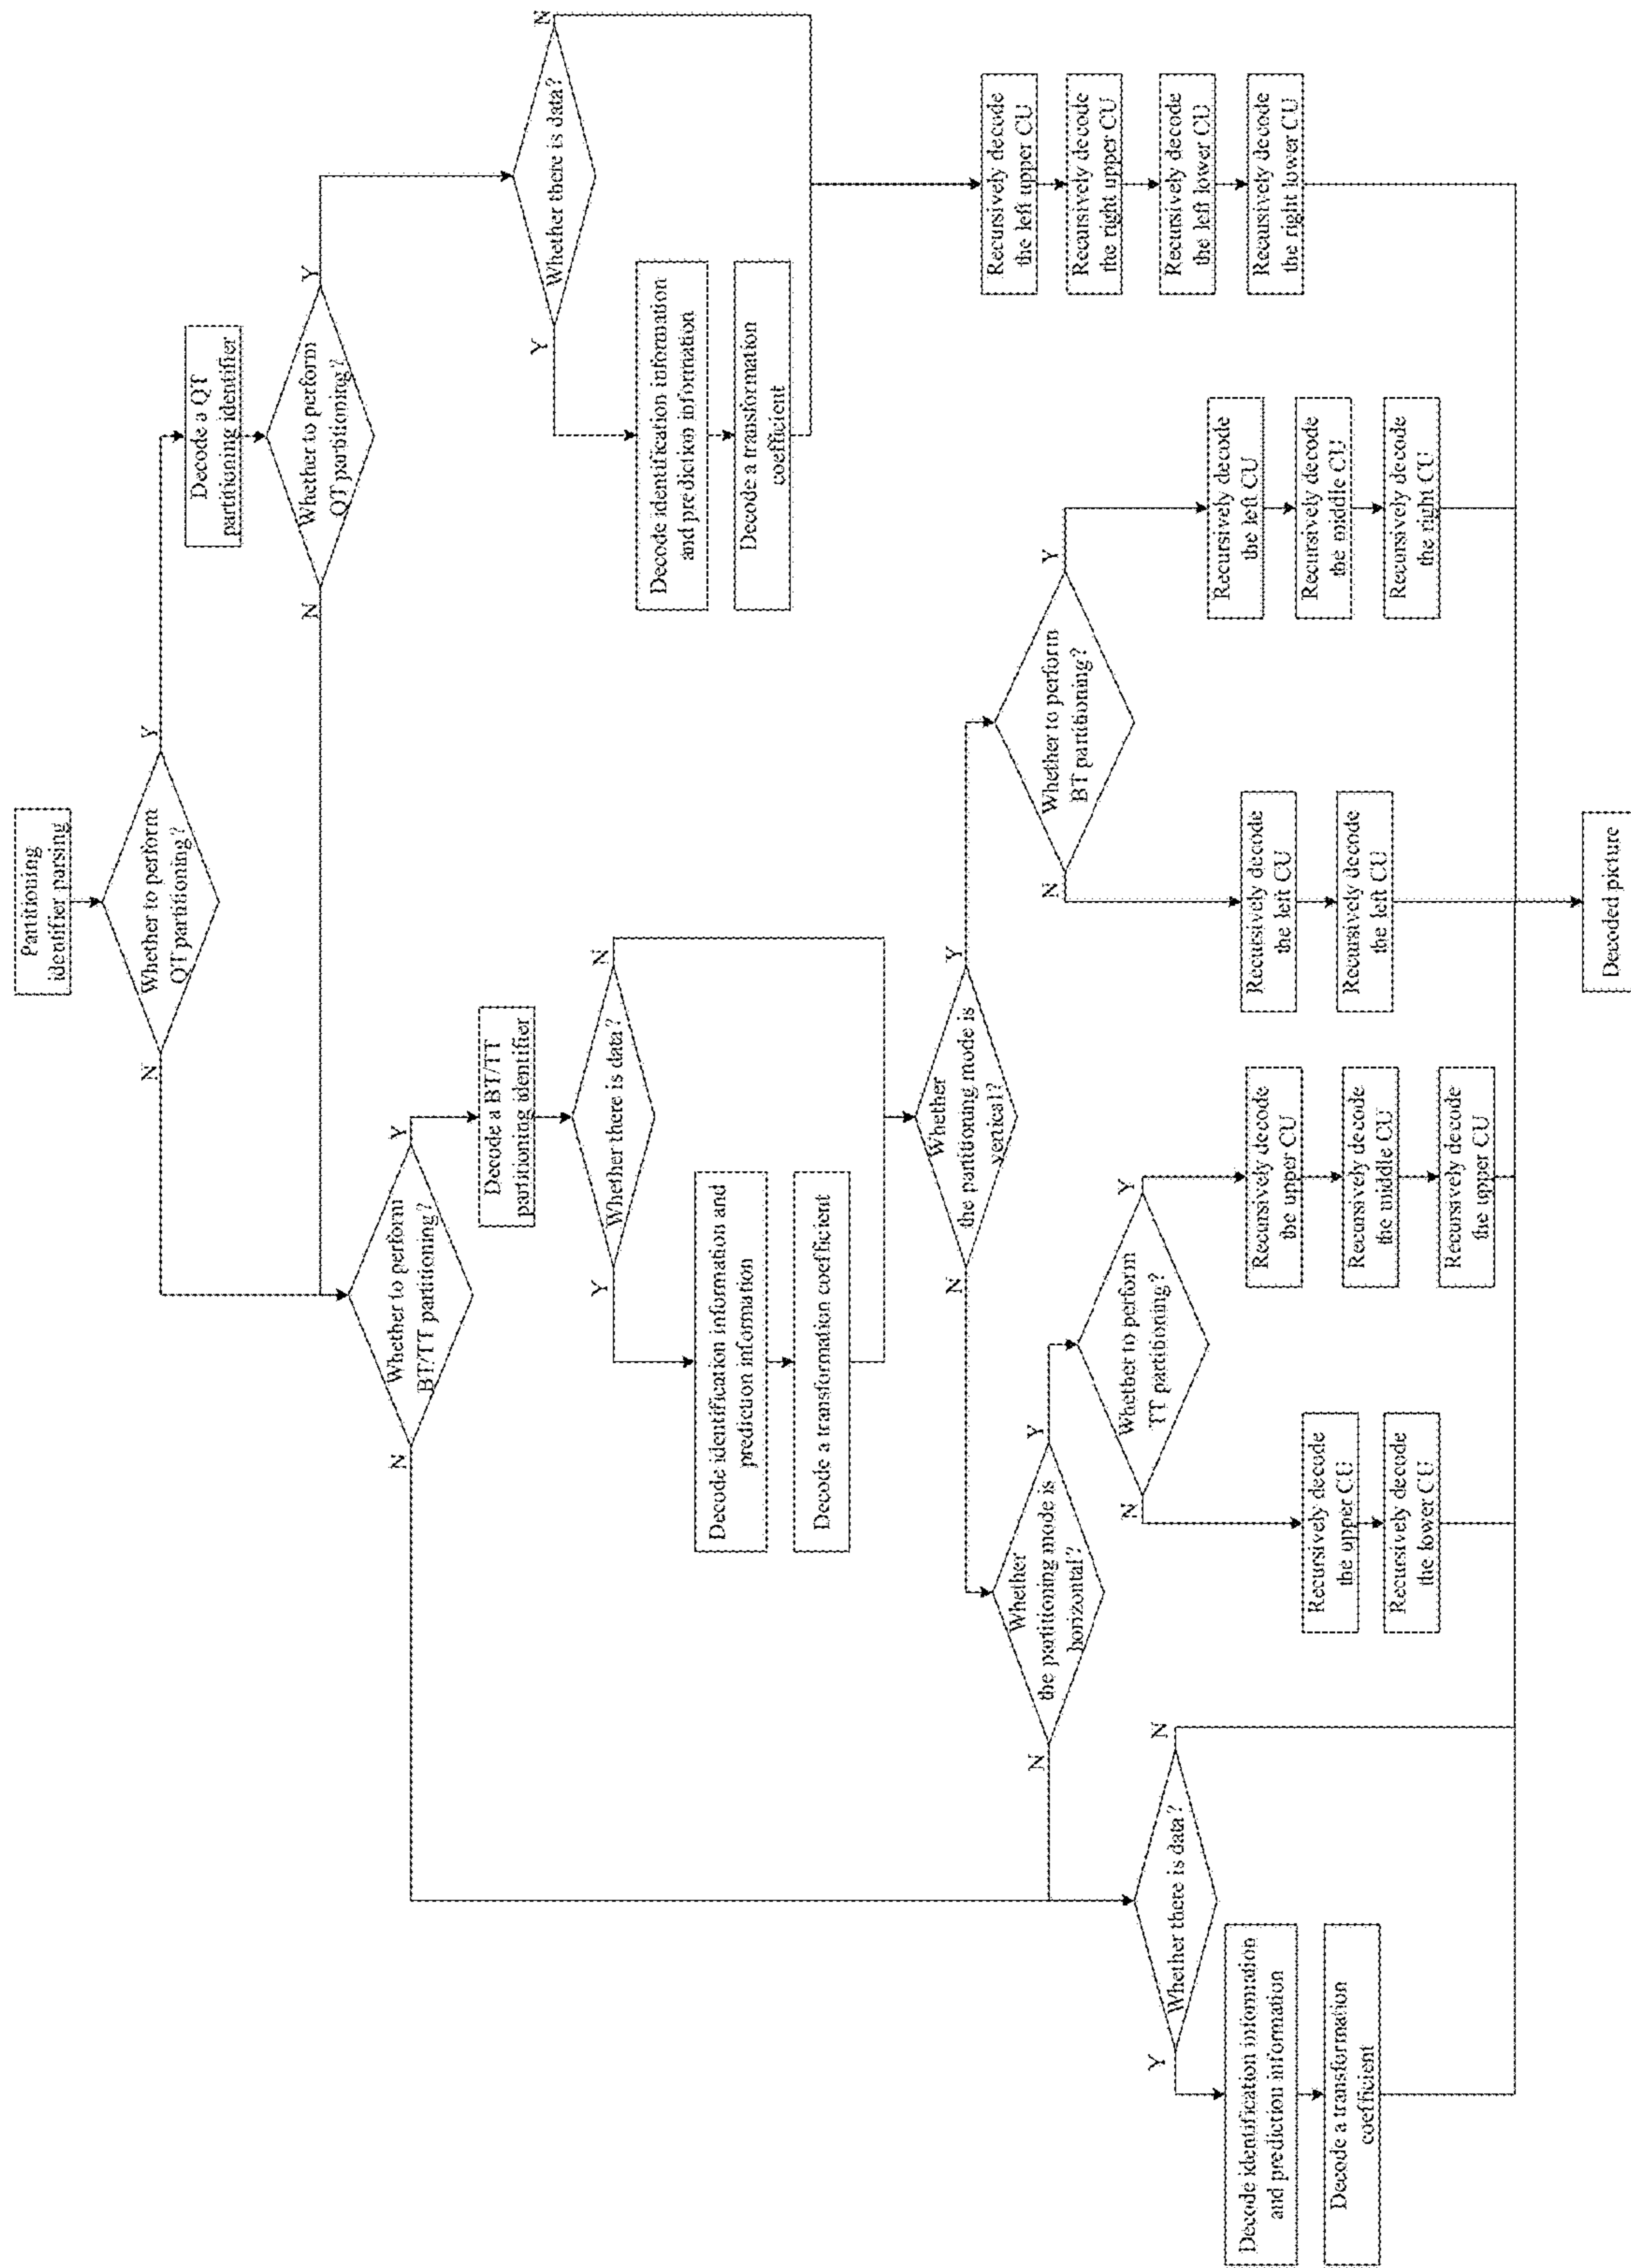 Partitioning
identifier parsing
Whether to perform
QT partitioning?
N
Y
Decode a QT
partitioning identifier
Whether to perform
QT partitioning?
N
Y
Whether to perform
BT/TT partitioning?
N
Y
Decode a BT/TT
partitioning identifier
Whether there is data?
Y
N
Whether there is data?
Y
N
Decode identification information and
prediction information
Decode a transformation coefficient
Decode identification information
and prediction information
Decode a transformation
coefficient
Whether
the partitioning mode is
vertical?
N
Y
Whether
the partitioning mode is
horizontal?
N
Y
Whether to perform
BT partitioning?
N
Y
Whether to perform
TT partitioning?
N
Y
Whether there is data?
Y
N
Decode identification information
and prediction information
Decode a transformation
coefficient
Recursively decode
the upper CU
Recursively decode
the lower CU
Recursively decode
the upper CU
Recursively decode
the middle CU
Recursively decode
the upper CU
Recursively decode
the left CU
Recursively decode
the left CU
Recursively decode
the left CU
Recursively decode
the middle CU
Recursively decode
the right CU
Recursively decode
the left upper CU
Recursively decode
the right upper CU
Recursively decode
the left lower CU
Recursively decode
the right lower CU
Decoded picture